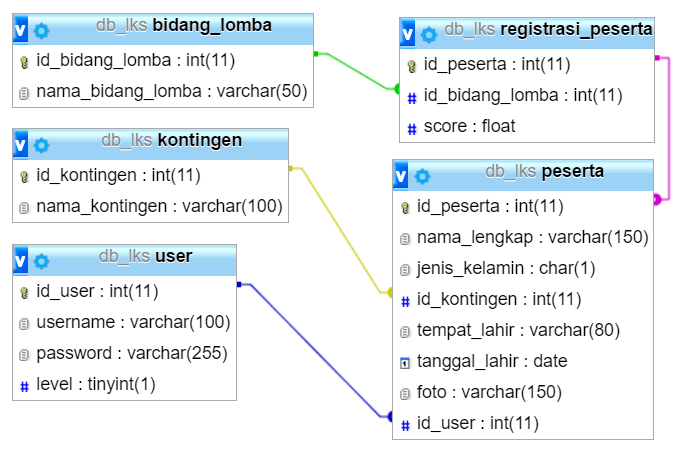 v db_lks bidang_lomba
id_bidang_lomba : int(11)
nama_bidang_lomba : varchar(50)
v db_lks registrasi_peserta
id_peserta : int(11)
# id_bidang_lomba : int(11)
# score : float
v db_lks kontingen
id_kontingen : int(11)
nama_kontingen : varchar(100)
v db_lks peserta
id_peserta : int(11)
nama_lengkap : varchar(150)
jenis_kelamin : char(1)
# id_kontingen : int(11)
tempat_lahir : varchar(80)
tanggal_lahir : date
foto : varchar(150)
# id_user : int(11)
v db_lks user
id_user : int(11)
username : varchar(100)
password : varchar(255)
# level : tinyint(1)